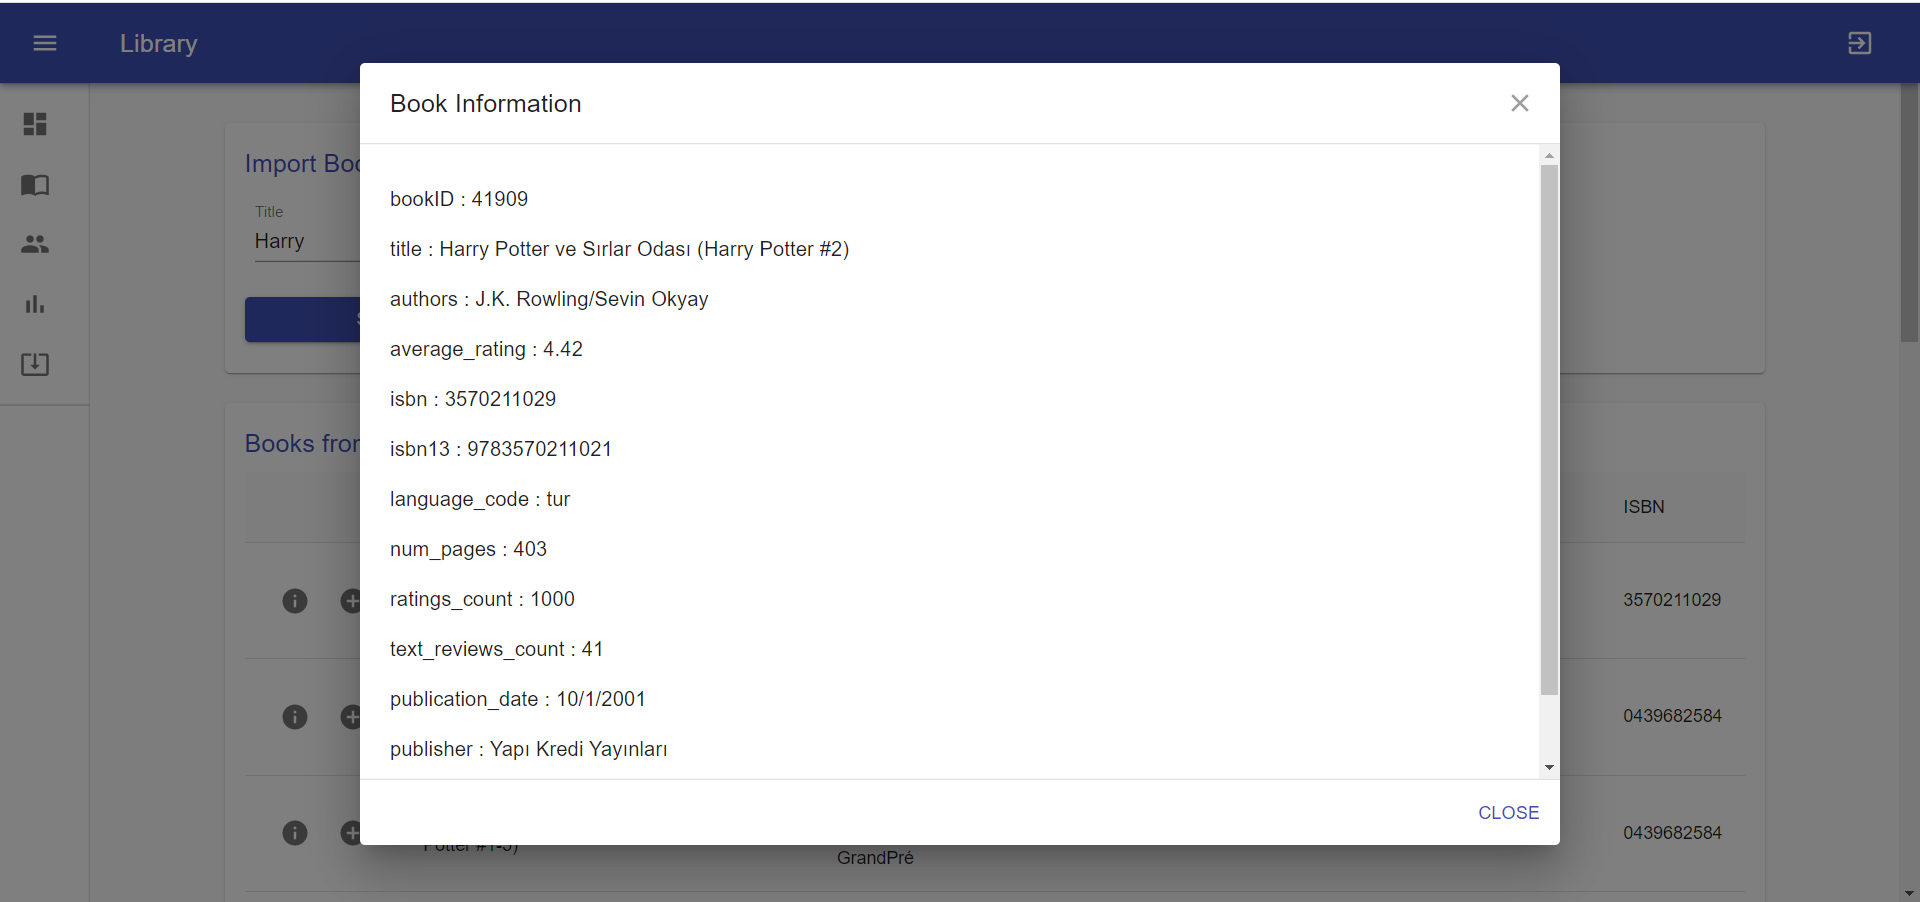 Library
Book Information
Import
Title
Harry
bookID : 41909
title : Harry Potter ve Sırlar Odası (Harry Potter #2)
authors : J.K. Rowling/Sevin Okyay
average_rating : 4.42
isbn : 3570211029
isbn13 : 9783570211021
language_code : tur
num_pages : 403
ratings_count : 1000
text_reviews_count : 41
publication_date : 10/1/2001
publisher : Yapı Kredi Yayınları
CLOSE
Books
ISBN
3570211029
0439682584
0439682584
Potter #1-5)
GrandPré